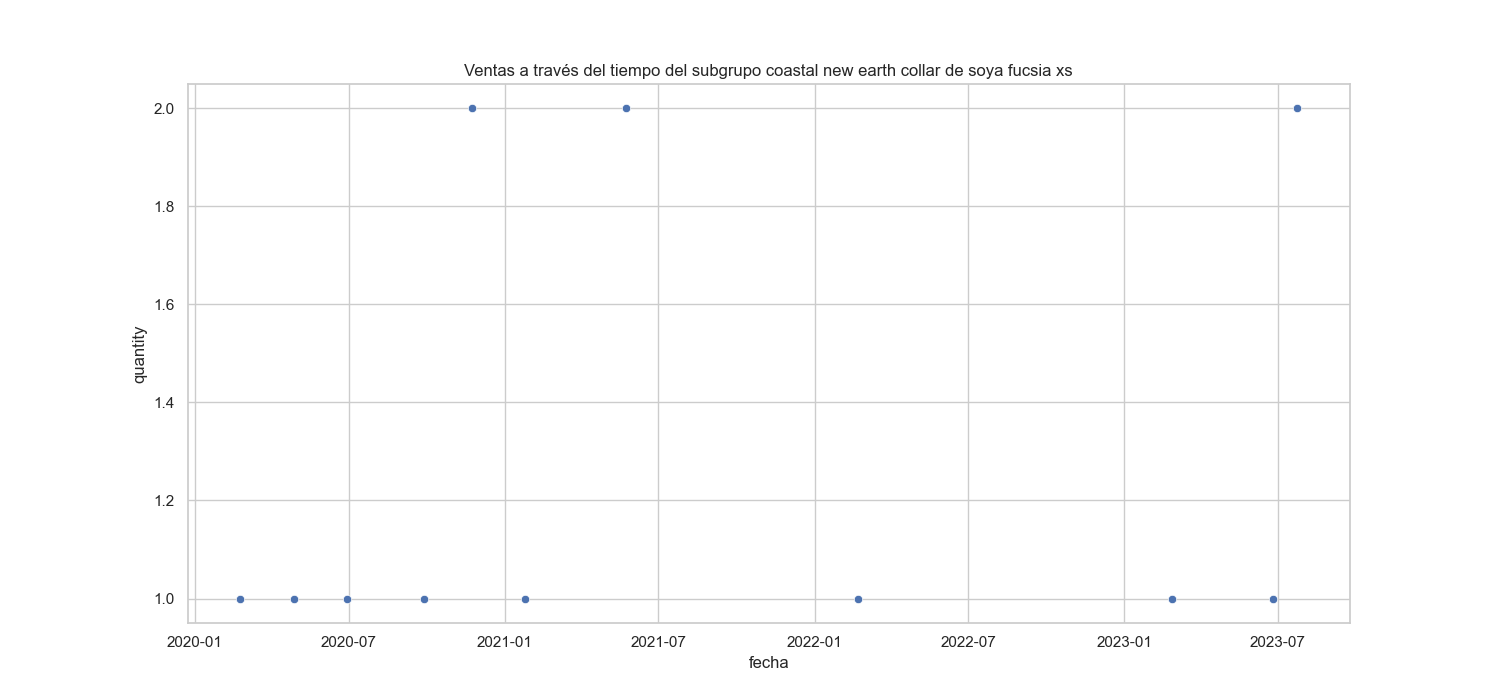 Ventas a través del tiempo del subgrupo coastal new earth collar de soya fucsia xs
2.0
1.8
1.6
1.4
1.2
1.0
quantity
2020-01 2020-07 2021-01 2021-07 2022-01 2022-07 2023-01 2023-07
fecha